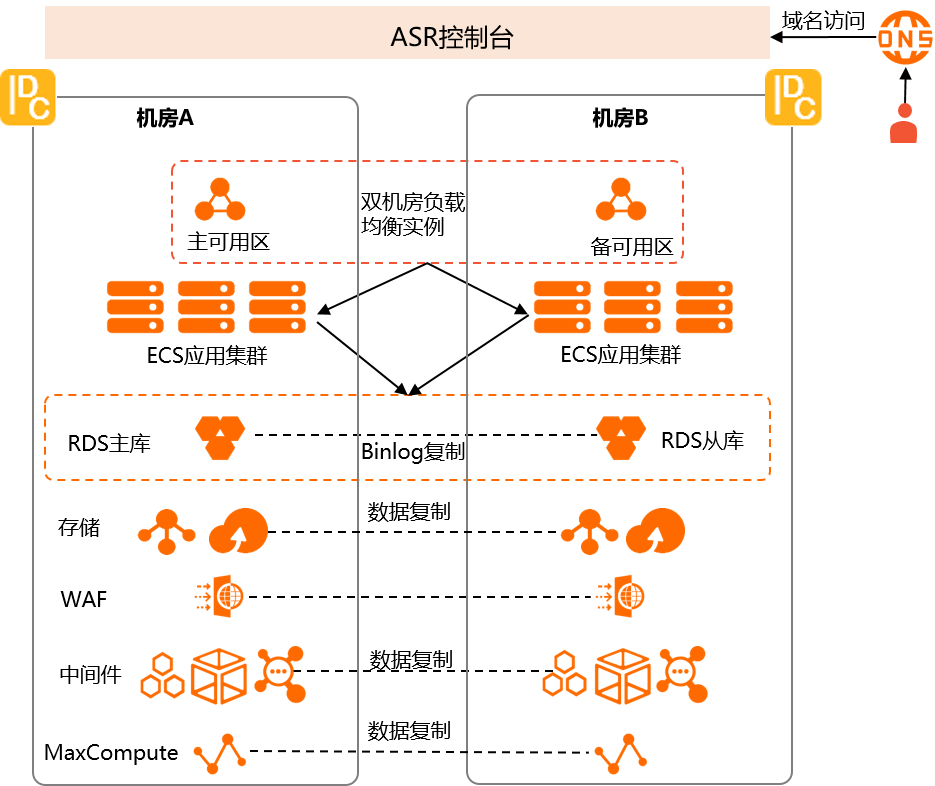 ASR控制台
域名访问
DNS
IDC
IDC
机房A
机房B
双机房负载
均衡实例
主可用区
备可用区
ECS应用集群
ECS应用集群
RDS主库
Binlog复制
RDS从库
存储
数据复制
WAF
中间件
数据复制
数据复制
MaxCompute